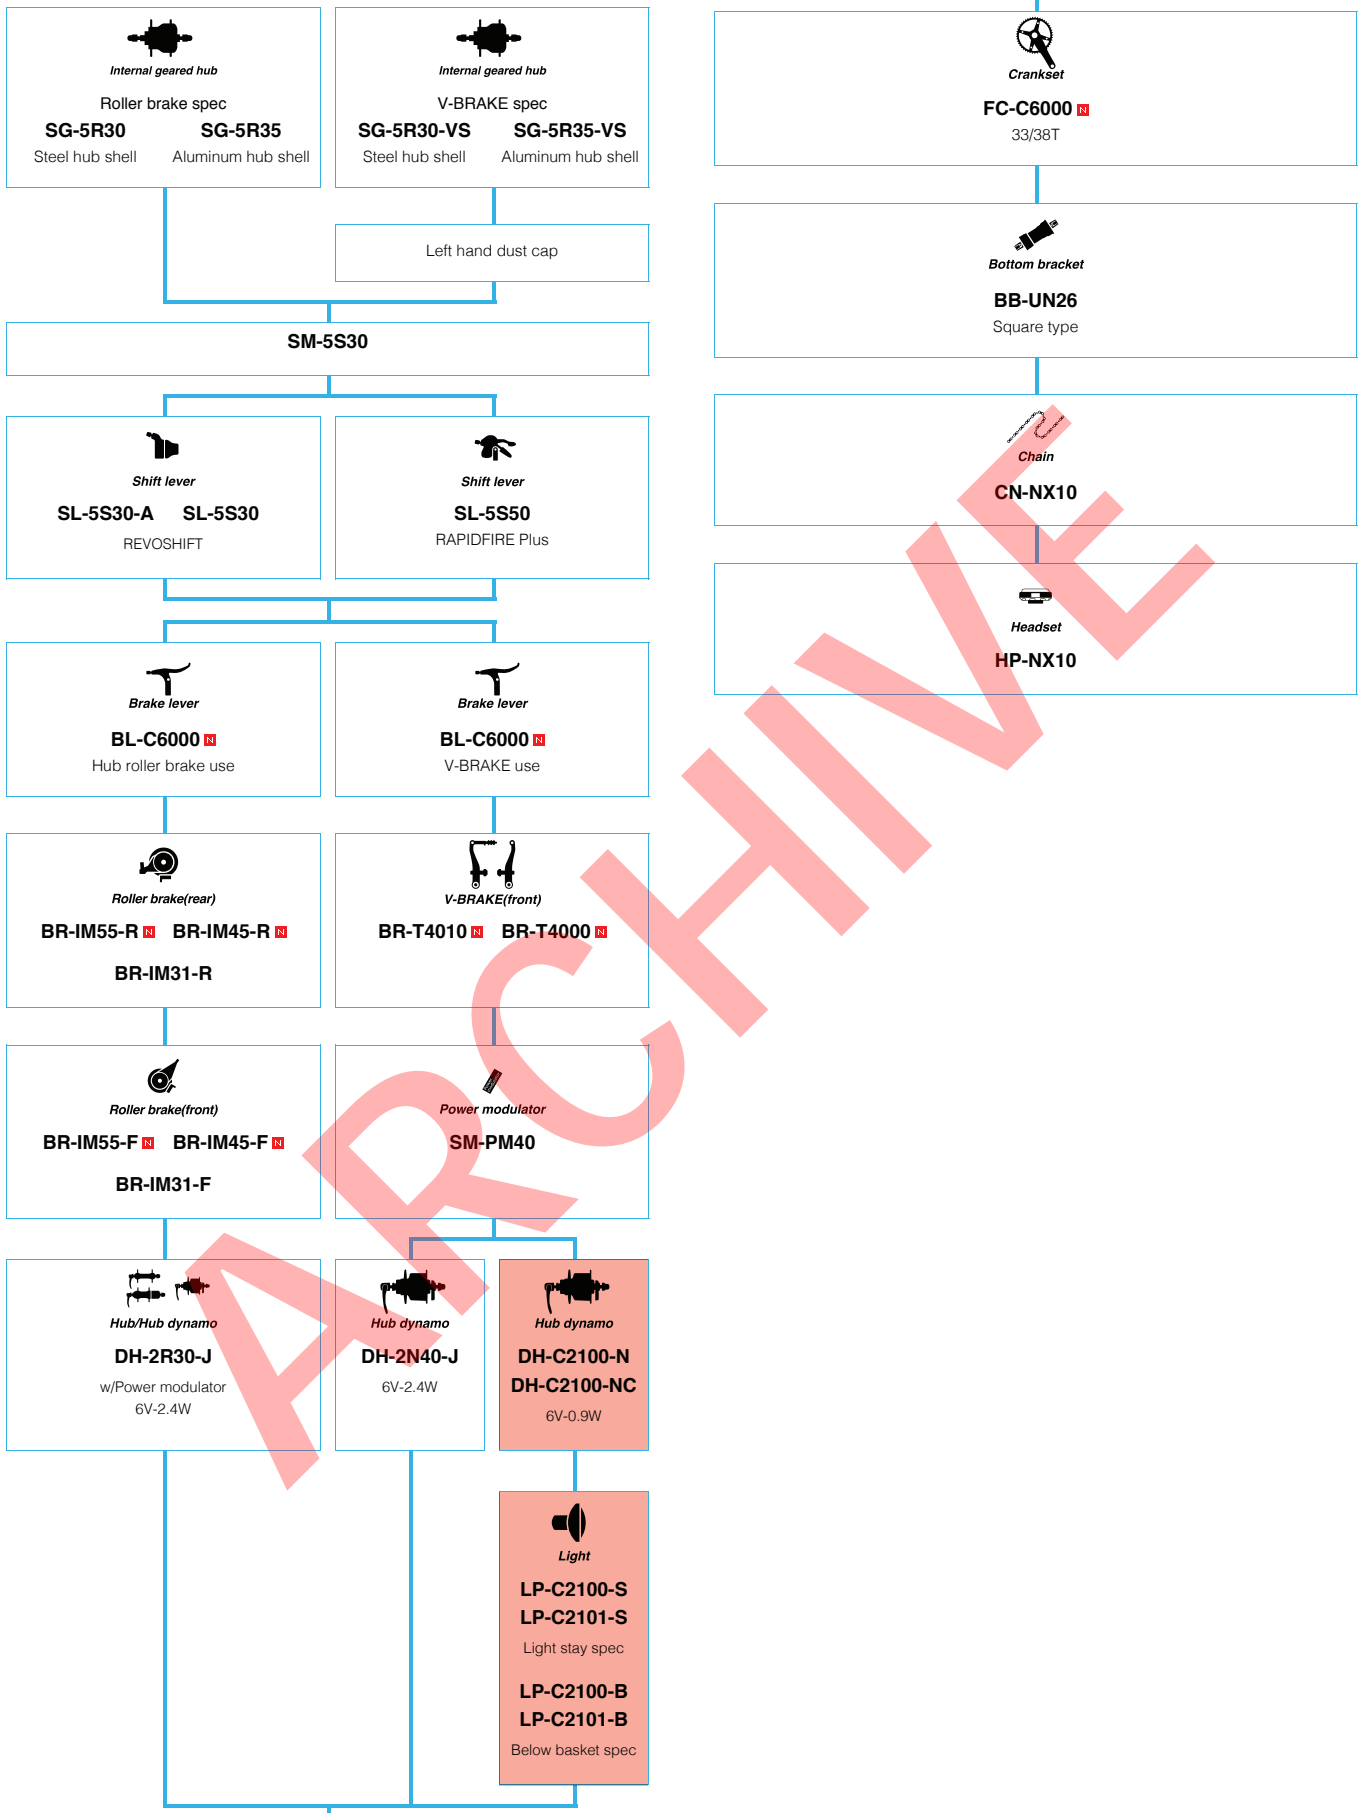 Internal geared hub
Roller brake spec
SG-5R30 SG-5R35
Steel hub shell Aluminum hub shell
Internal geared hub
V-BRAKE spec
SG-5R30-VS SG-5R35-VS
Steel hub shell Aluminum hub shell
Left hand dust cap
SM-5S30
Shift lever
SL-5S30-A SL-5S30
REVOSHIFT
Shift lever
SL-5S50
RAPIDFIRE Plus
Brake lever
BL-C6000 N
Hub roller brake use
Brake lever
BL-C6000 N
V-BRAKE use
Roller brake(rear)
BR-IM55-R N BR-IM45-R N
BR-IM31-R
V-BRAKE(front)
BR-T4010 N BR-T4000 N
Roller brake(front)
BR-IM55-F N BR-IM45-F N
BR-IM31-F
Power modulator
SM-PM40
Hub/Hub dynamo
DH-2R30-J
w/Power modulator
6V-2.4W
Hub dynamo
DH-2N40-J
6V-2.4W
Hub dynamo
DH-C2100-N
DH-C2100-NC
6V-0.9W
Light
LP-C2100-S
LP-C2101-S
Light stay spec
LP-C2100-B
LP-C2101-B
Below basket spec
Crankset
FC-C6000 N
33/38T
Bottom bracket
BB-UN26
Square type
Chain
CN-NX10
Headset
HP-NX10
ARCHIVE